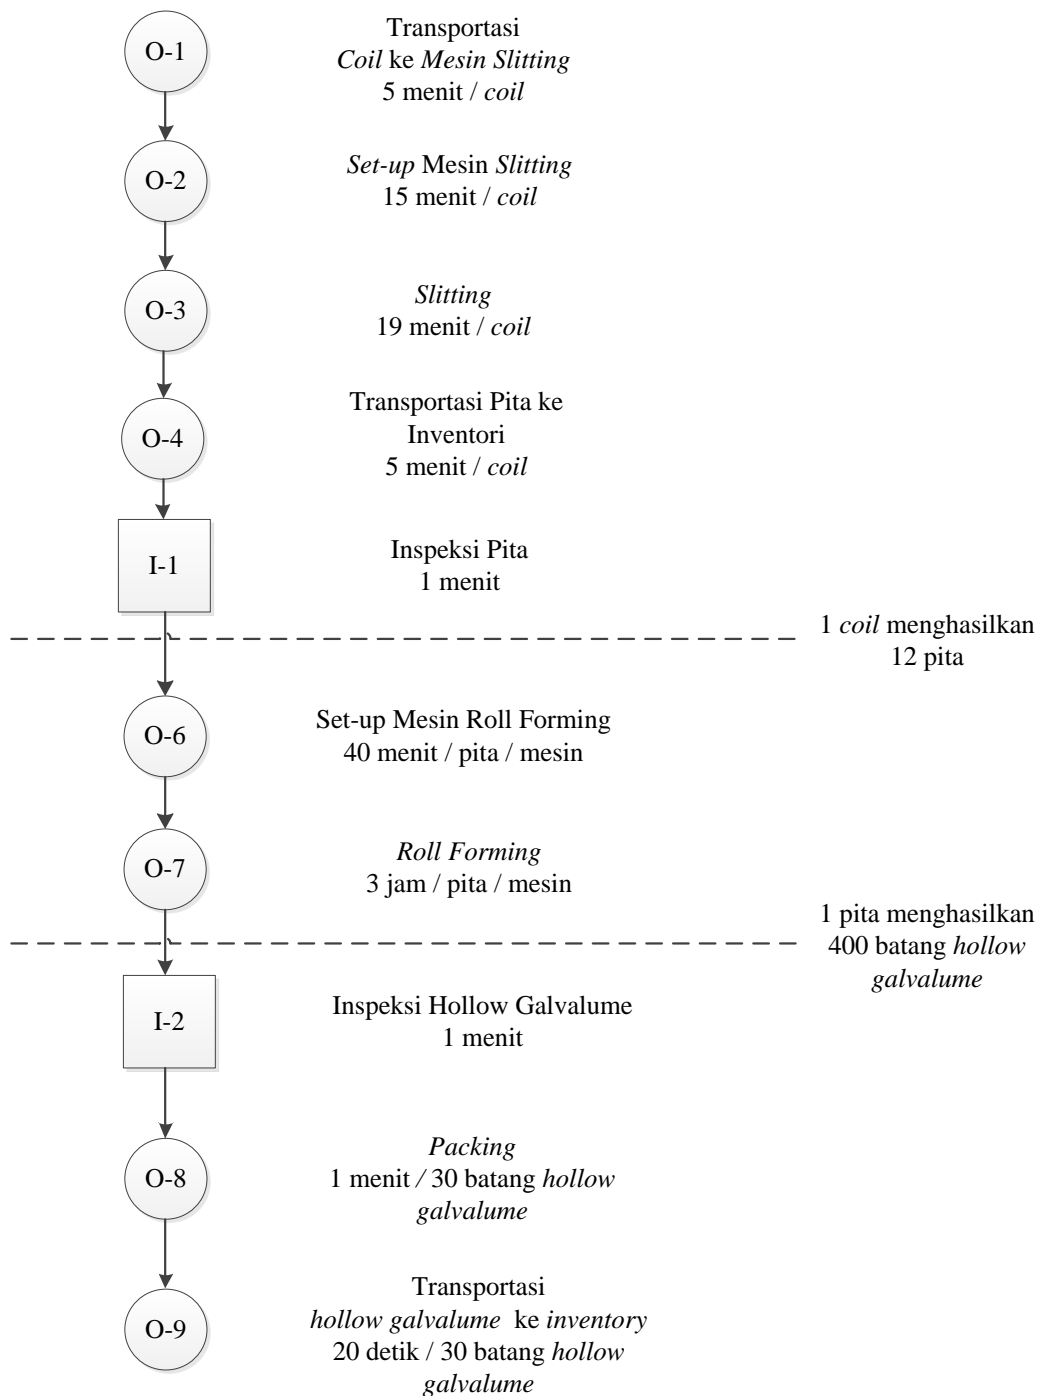 O-1
Transportasi
Coil ke Mesin Slitting
5 menit / coil
O-2
Set-up Mesin Slitting
15 menit / coil
O-3
Slitting
19 menit / coil
O-4
Transportasi Pita ke
Inventori
5 menit / coil
I-1
Inspeksi Pita
1 menit
1 coil menghasilkan
12 pita
O-6
Set-up Mesin Roll Forming
40 menit / pita / mesin
O-7
Roll Forming
3 jam / pita / mesin
1 pita menghasilkan
400 batang hollow
galvalume
I-2
Inspeksi Hollow Galvalume
1 menit
O-8
Packing
1 menit / 30 batang hollow
galvalume
O-9
Transportasi
hollow galvalume ke inventory
20 detik / 30 batang hollow
galvalume